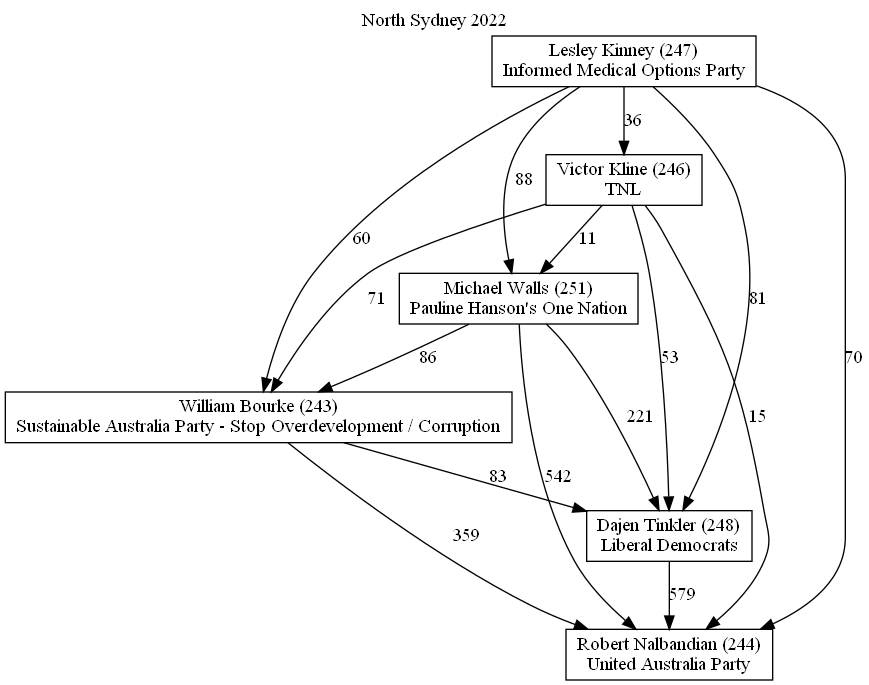 North Sydney 2022
Lesley Kinney (247)
Informed Medical Options Party
36
Victor Kline (246)
TNL
88
60
11
71
81
Michael Walls (251)
Pauline Hanson's One Nation
86
53
70
William Bourke (243)
Sustainable Australia Party - Stop Overdevelopment / Corruption
221
15
83
542
359
Dajen Tinkler (248)
Liberal Democrats
579
Robert Nalbandian (244)
United Australia Party